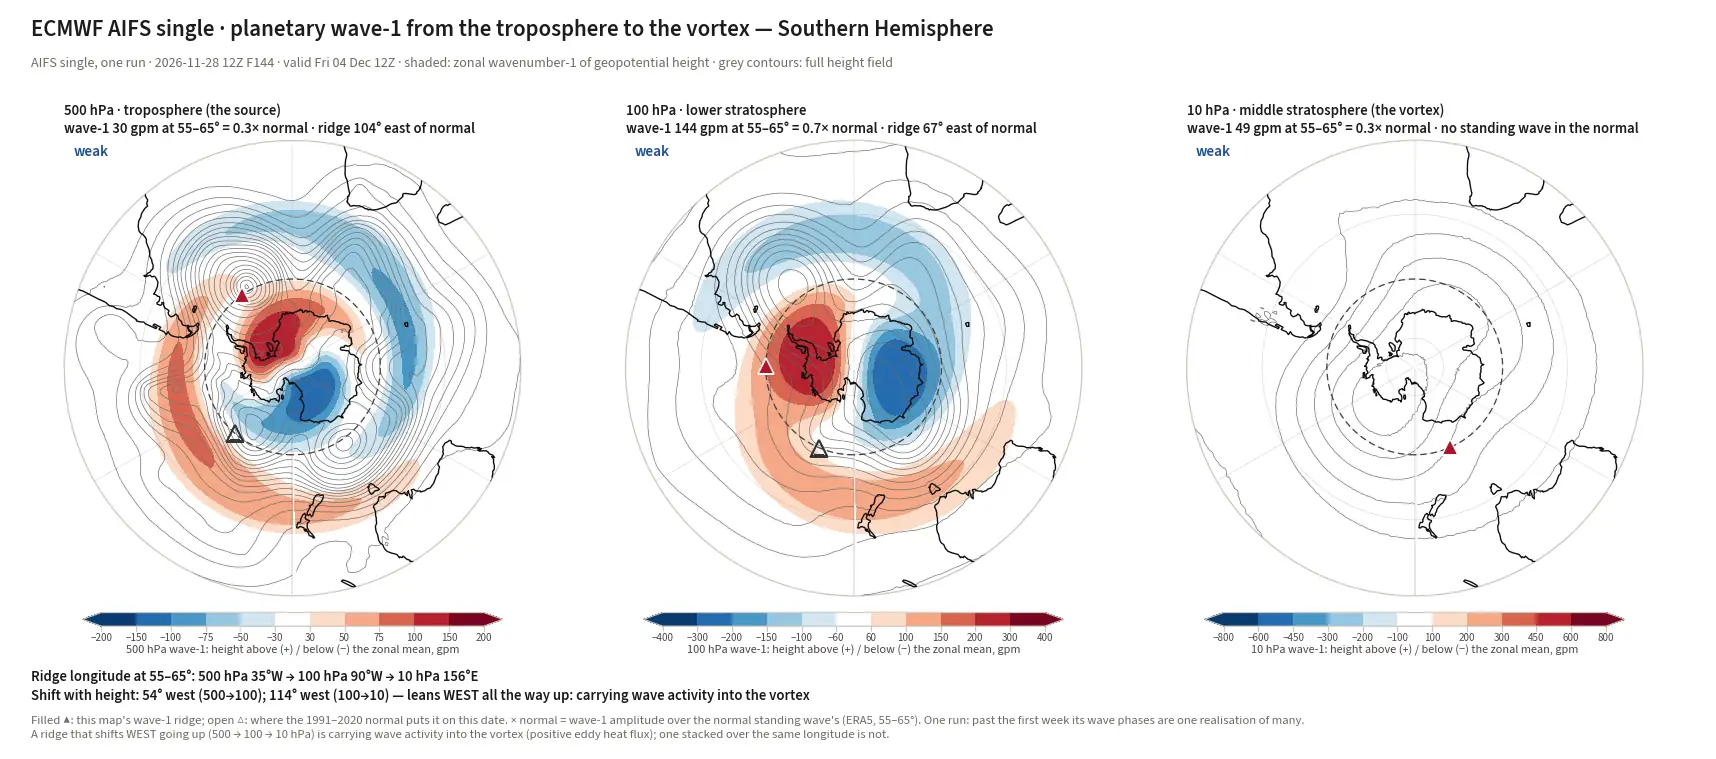 ECMWF AIFS single · planetary wave-1 from the troposphere to the vortex — Southern Hemisphere
AIFS single, one run · 2026-11-28 12Z F144 · valid Fri 04 Dec 12Z · shaded: zonal wavenumber-1 of geopotential height · grey contours: full height field
500 hPa · troposphere (the source)
wave-1 30 gpm at 55–65° = 0.3× normal · ridge 104° east of normal
weak
100 hPa · lower stratosphere
wave-1 144 gpm at 55–65° = 0.7× normal · ridge 67° east of normal
weak
10 hPa · middle stratosphere (the vortex)
wave-1 49 gpm at 55–65° = 0.3× normal · no standing wave in the normal
weak
−200 −150 −100 −75 −50 −30 30 50 75 100 150 200
500 hPa wave-1: height above (+) / below (−) the zonal mean, gpm
−400 −300 −200 −150 −100 −60 60 100 150 200 300 400
100 hPa wave-1: height above (+) / below (−) the zonal mean, gpm
−800 −600 −450 −300 −200 −100 100 200 300 450 600 800
10 hPa wave-1: height above (+) / below (−) the zonal mean, gpm
Ridge longitude at 55–65°: 500 hPa 35°W → 100 hPa 90°W → 10 hPa 156°E
Shift with height: 54° west (500→100); 114° west (100→10) — leans WEST all the way up: carrying wave activity into the vortex
Filled ▲: this map's wave-1 ridge; open △: where the 1991–2020 normal puts it on this date. × normal = wave-1 amplitude over the normal standing wave's (ERA5, 55–65°). One run: past the first week its wave phases are one realisation of many.
A ridge that shifts WEST going up (500 → 100 → 10 hPa) is carrying wave activity into the vortex (positive eddy heat flux); one stacked over the same longitude is not.